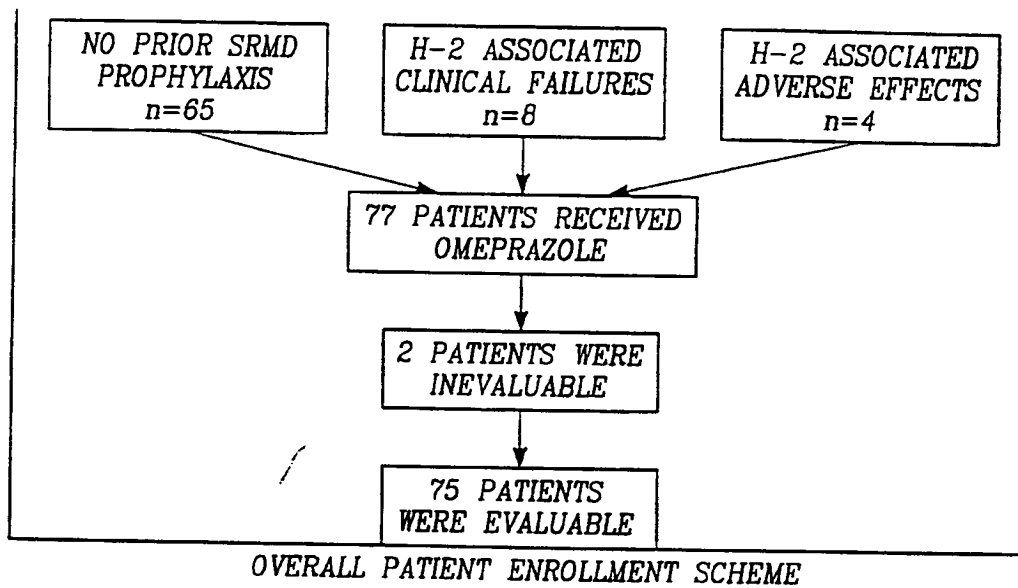 NO PRIOR SRMD
PROPHYLAXIS
n=65
H-2 ASSOCIATED
CLINICAL FAILURES
n=8
H-2 ASSOCIATED
ADVERSE EFFECTS
n=4
77 PATIENTS RECEIVED
OMEPRAZOLE
2 PATIENTS WERE
INEVALUABLE
75 PATIENTS
WERE EVALUABLE
OVERALL PATIENT ENROLLMENT SCHEME